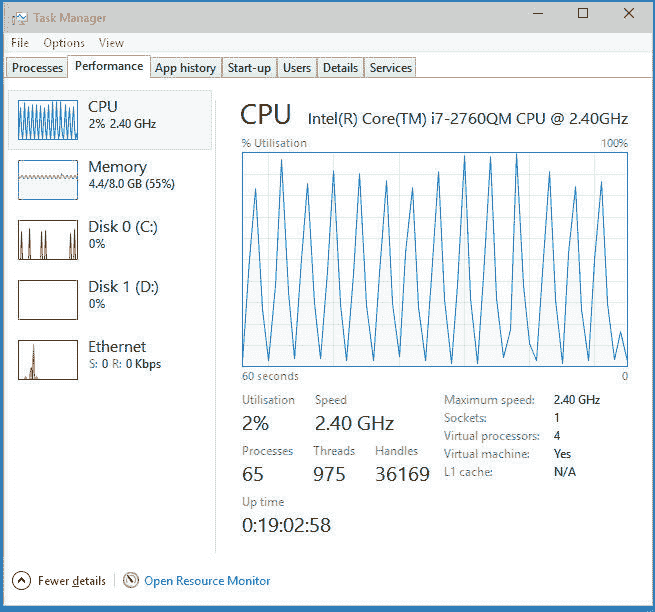 Task Manager
File Options View
Processes Performance App history Start-up Users Details Services
CPU
2% 2.40 GHz
Memory
4.4/8.0 GB (55%)
Disk 0 (C:)
0%
Disk 1 (D:)
0%
Ethernet
S: 0 R: 0 Kbps
CPU Intel(R) Core(TM) i7-2760QM CPU @ 2.40GHz
% Utilisation 100%
60 seconds 0
Utilisation Speed
2% 2.40 GHz
Processes Threads Handles
65 975 36169
Up time
0:19:02:58
Maximum speed: 2.40 GHz
Sockets: 1
Virtual processors: 4
Virtual machine: Yes
L1 cache: N/A
Fewer details Open Resource Monitor